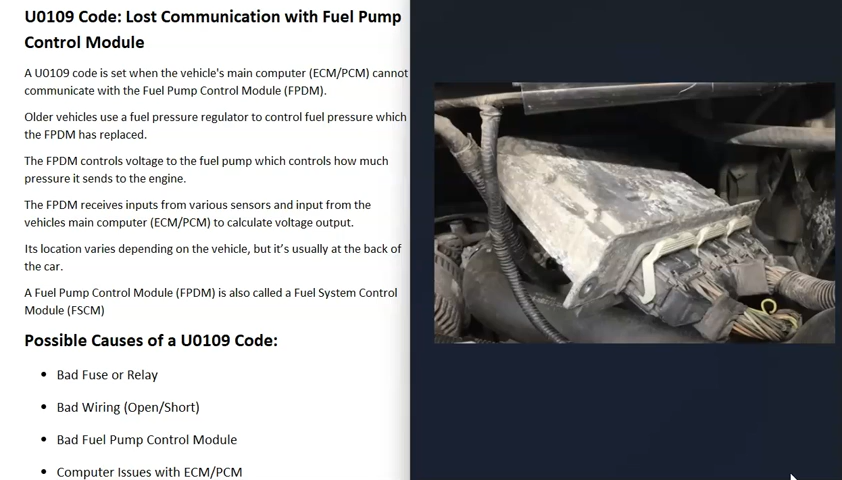 U0109 Code: Lost Communication with Fuel Pump
Control Module
A U0109 code is set when the vehicle's main computer (ECM/PCM) cannot
communicate with the Fuel Pump Control Module (FPDM).
Older vehicles use a fuel pressure regulator to control fuel pressure which
the FPDM has replaced.
The FPDM controls voltage to the fuel pump which controls how much
pressure it sends to the engine.
The FPDM receives inputs from various sensors and input from the
vehicles main computer (ECM/PCM) to calculate voltage output.
Its location varies depending on the vehicle, but it's usually at the back of
the car.
A Fuel Pump Control Module (FPDM) is also called a Fuel System Control
Module (FSCM)
Possible Causes of a U0109 Code:
• Bad Fuse or Relay
• Bad Wiring (Open/Short)
• Bad Fuel Pump Control Module
• Computer Issues with ECM/PCM